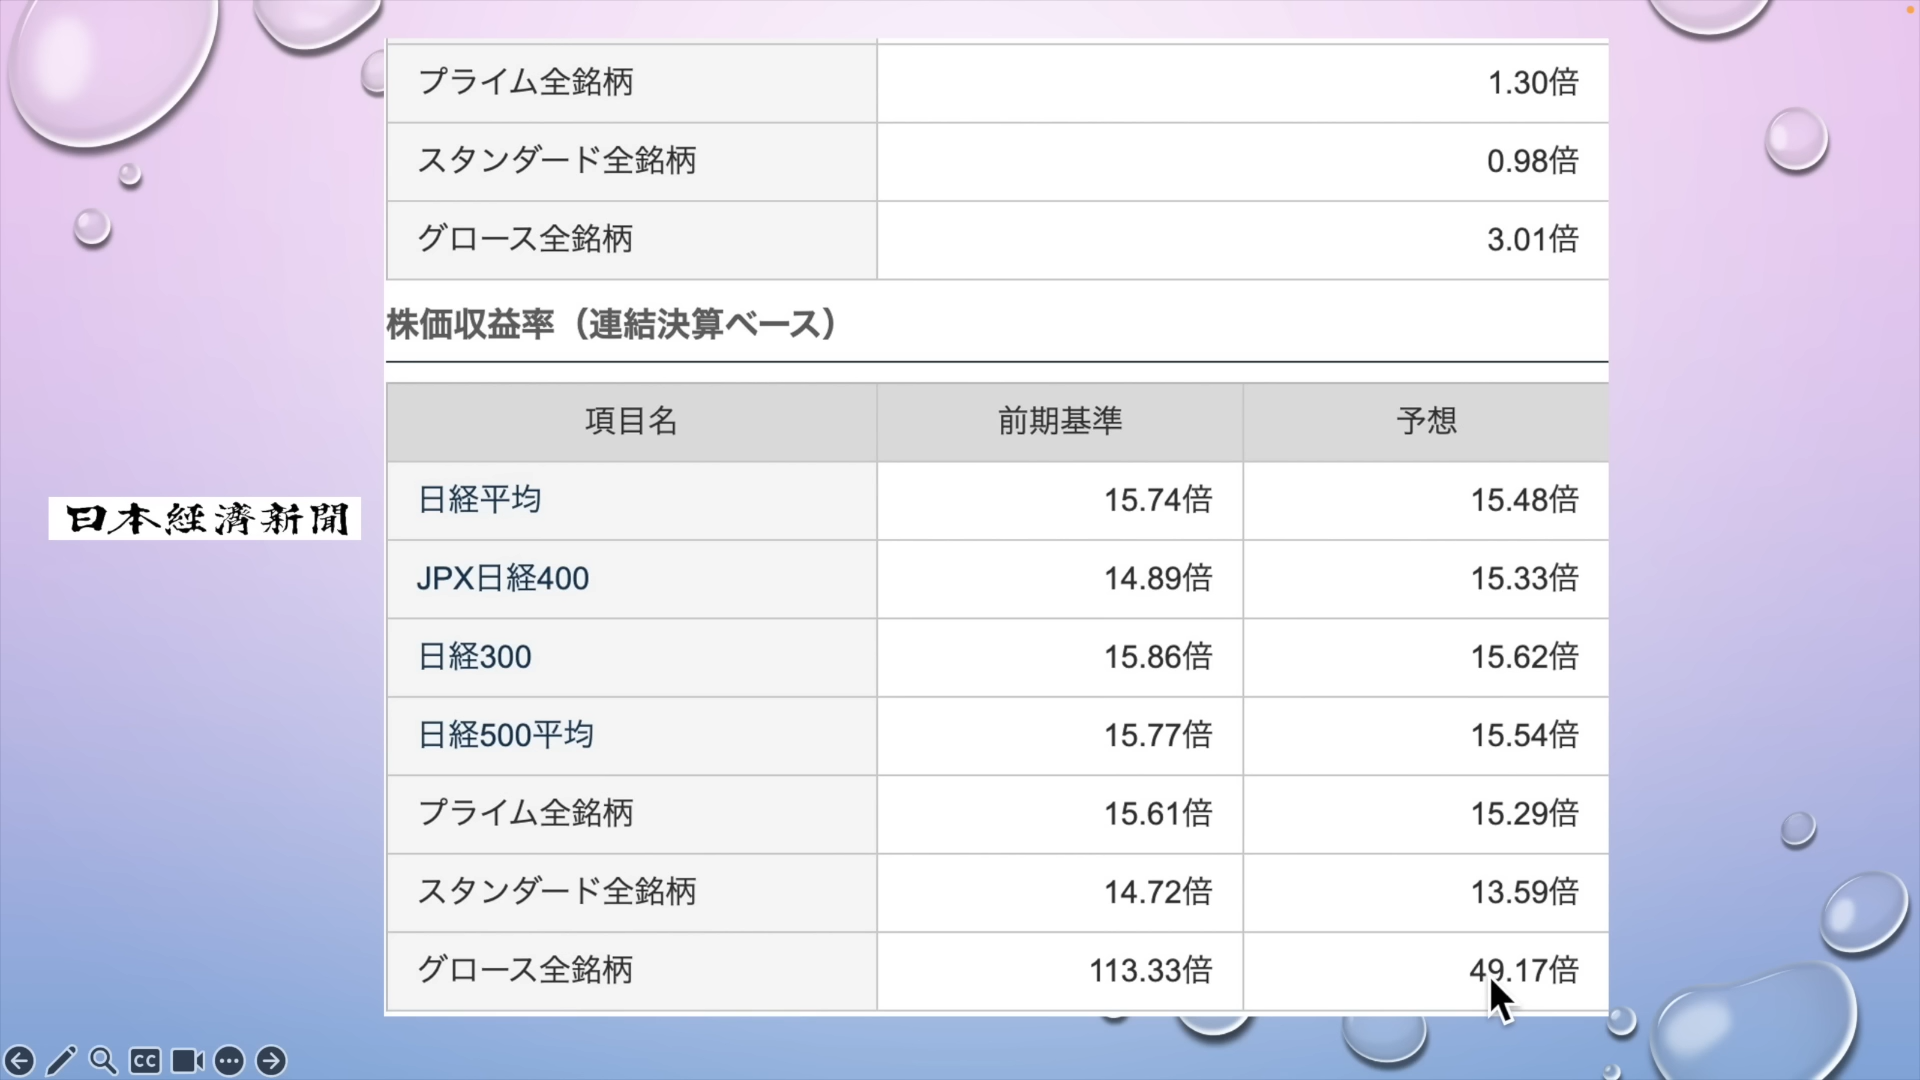 プライム全銘柄 1.30倍
スタンダード全銘柄 0.98倍
グロース全銘柄 3.01倍
株価収益率（連結決算ベース）
項目名 前期基準 予想
日経平均 15.74倍 15.48倍
JPX日経400 14.89倍 15.33倍
日本経済新聞
日経300 15.86倍 15.62倍
日経500平均 15.77倍 15.54倍
プライム全銘柄 15.61倍 15.29倍
スタンダード全銘柄 14.72倍 13.59倍
グロース全銘柄 113.33倍 49.17倍
CC